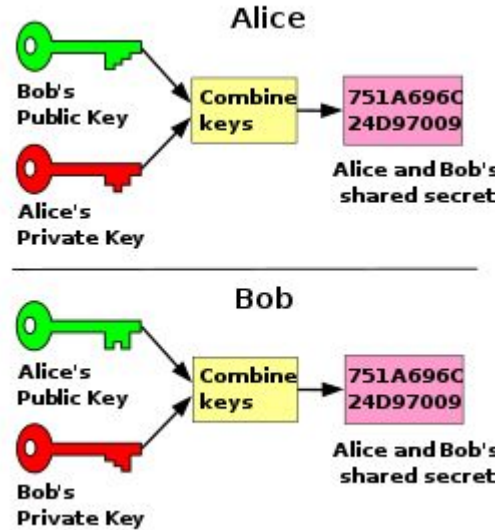 Alice
Bob's
Public Key
Combine
keys
751A696C
24D97009
Alice and Bob's
shared secret
Alice's
Private Key
Bob
Alice's
Public Key
Combine
keys
751A696C
24D97009
Alice and Bob's
shared secret
Bob's
Private Key